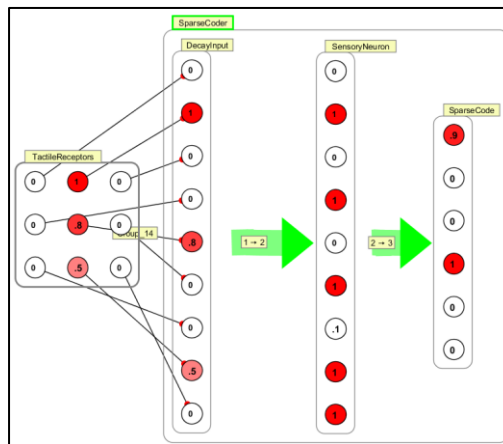 SparseCoder
DecayInput
SensoryNeuron
SparseCode
TactileReceptors
0 1 0
0 .8 0
0 .5 0
Group_14
0
1
0
0
.8
0
0
.5
0
1 → 2
0
1
0
1
0
1
.1
1
1
2 → 3
.9
0
0
1
0
0